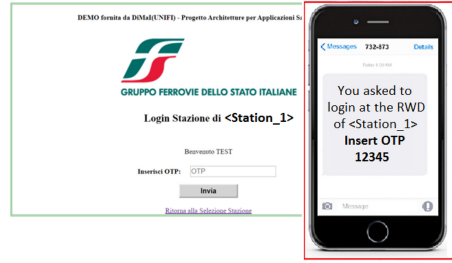 DEMO fornita da DiMaI(UNIFI) - Progetto Architetture per Applicazioni Sa
GRUPPO FERROVIE DELLO STATO ITALIANE
Login Stazione di <Station_1>
Benvenuto TEST
Inserisci OTP: OTP
Invia
Ritorna alla Selezione Stazione
Messages 732-873 Details
You asked to
login at the RWD
of <Station_1>
Insert OTP
12345
Message